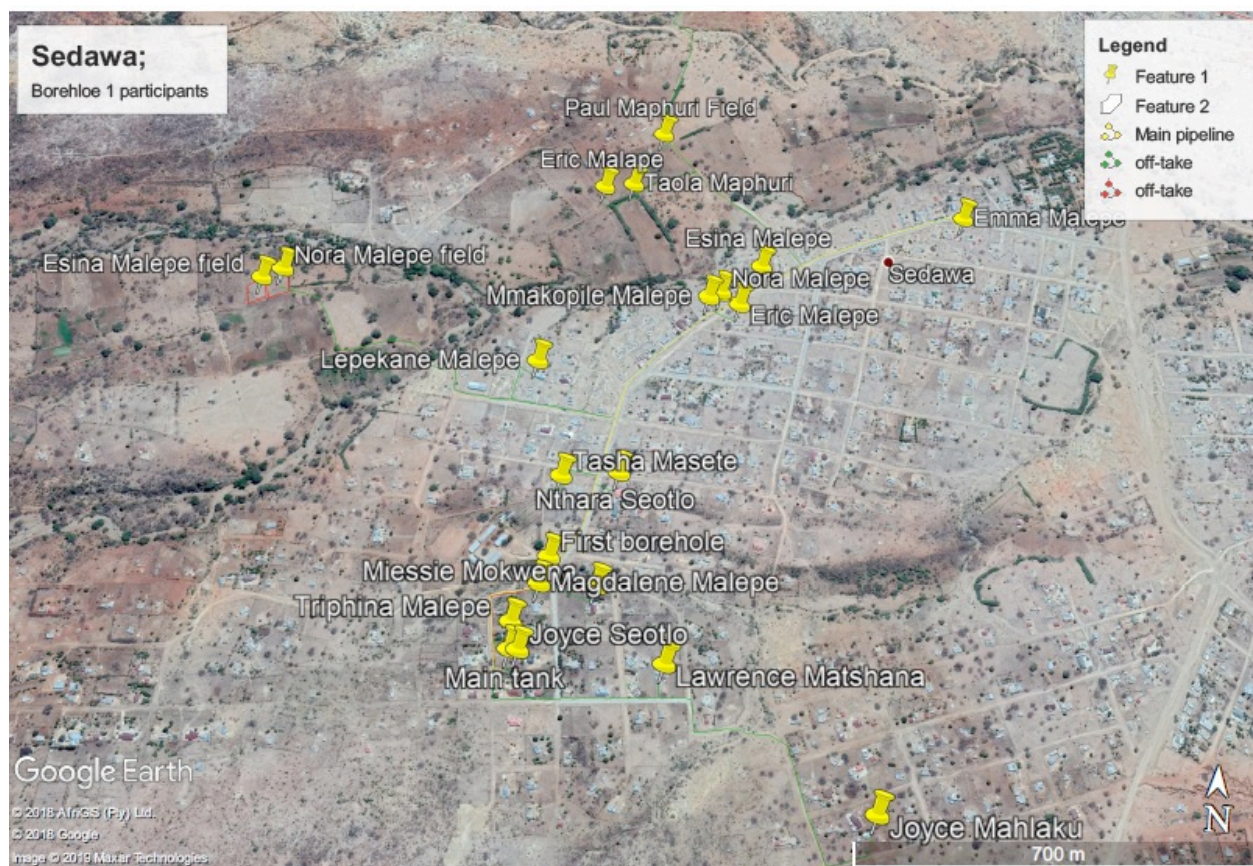 Sedawa;
Borehloe 1 participants
Legend
Feature 1
Feature 2
Main pipeline
off-take
off-take
Paul Maphuri Field
Eric Malape
Taola Maphuri
Emma Malepe
Esina Malepe
Sedawa
Esina Malepe field
Nora Malepe field
Nora Malepe
Mmakopile Malepe
Eric Malepe
Lepekane Malepe
Tasha Masete
Nthara Seotlo
First borehole
Miessie Mokwena
Magdalene Malepe
Triphina Malepe
Joyce Seotlo
Main tank
Lawrence Matshana
Joyce Mahlaku
Google Earth
© 2018 AfriGIS (Pty) Ltd.
© 2018 Google
Image © 2019 Maxar Technologies
N
700 m